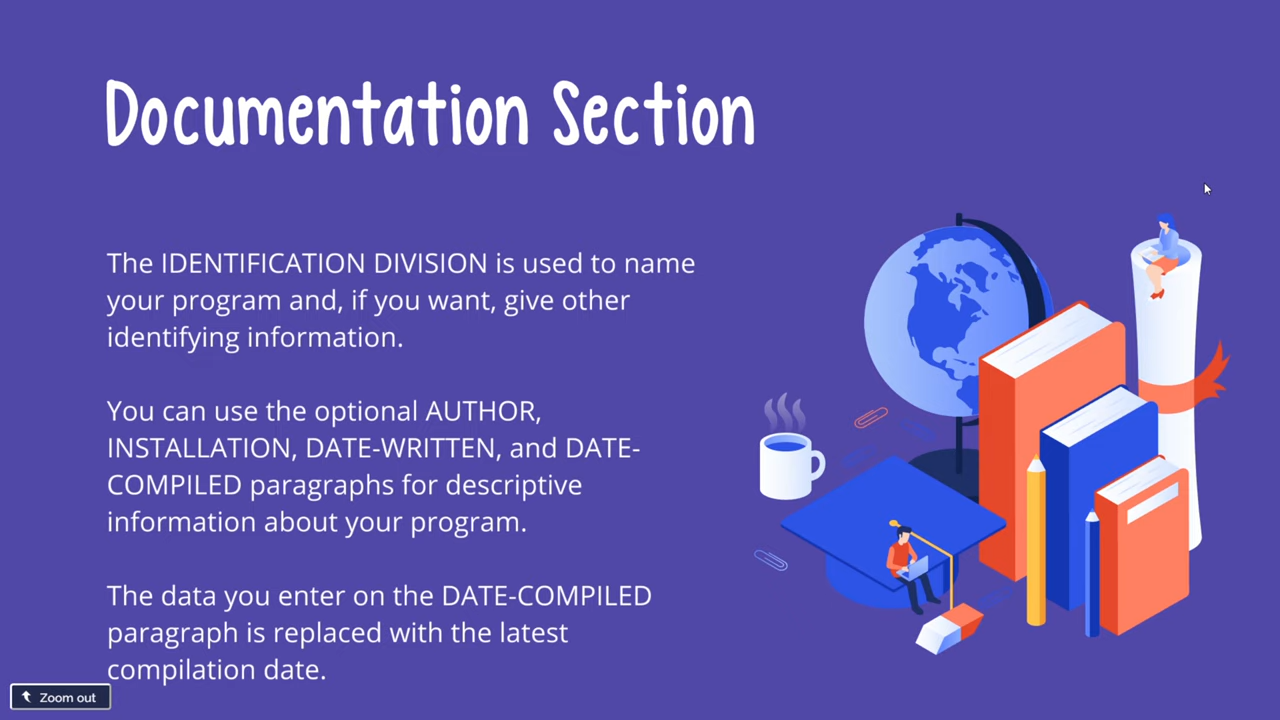 Documentation Section
The IDENTIFICATION DIVISION is used to name
your program and, if you want, give other
identifying information.
You can use the optional AUTHOR,
INSTALLATION, DATE-WRITTEN, and DATE-
COMPILED paragraphs for descriptive
information about your program.
The data you enter on the DATE-COMPILED
paragraph is replaced with the latest
compilation date.
Zoom out